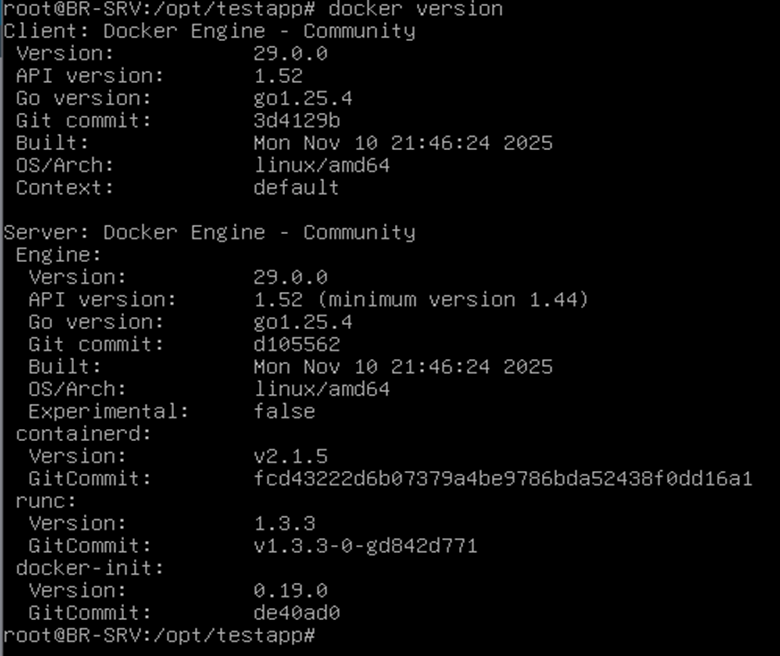 root@BR-SRV:/opt/testapp# docker version
Client: Docker Engine - Community
Version: 29.0.0
API version: 1.52
Go version: go1.25.4
Git commit: 3d4129b
Built: Mon Nov 10 21:46:24 2025
OS/Arch: linux/amd64
Context: default
Server: Docker Engine - Community
Engine:
Version: 29.0.0
API version: 1.52 (minimum version 1.44)
Go version: go1.25.4
Git commit: d105562
Built: Mon Nov 10 21:46:24 2025
OS/Arch: linux/amd64
Experimental: false
containerd:
Version: v2.1.5
GitCommit: fcd43222d6b07379a4be9786bda52438f0dd16a1
runc:
Version: 1.3.3
GitCommit: v1.3.3-0-gd842d771
docker-init:
Version: 0.19.0
GitCommit: de40ad0
root@BR-SRV:/opt/testapp#